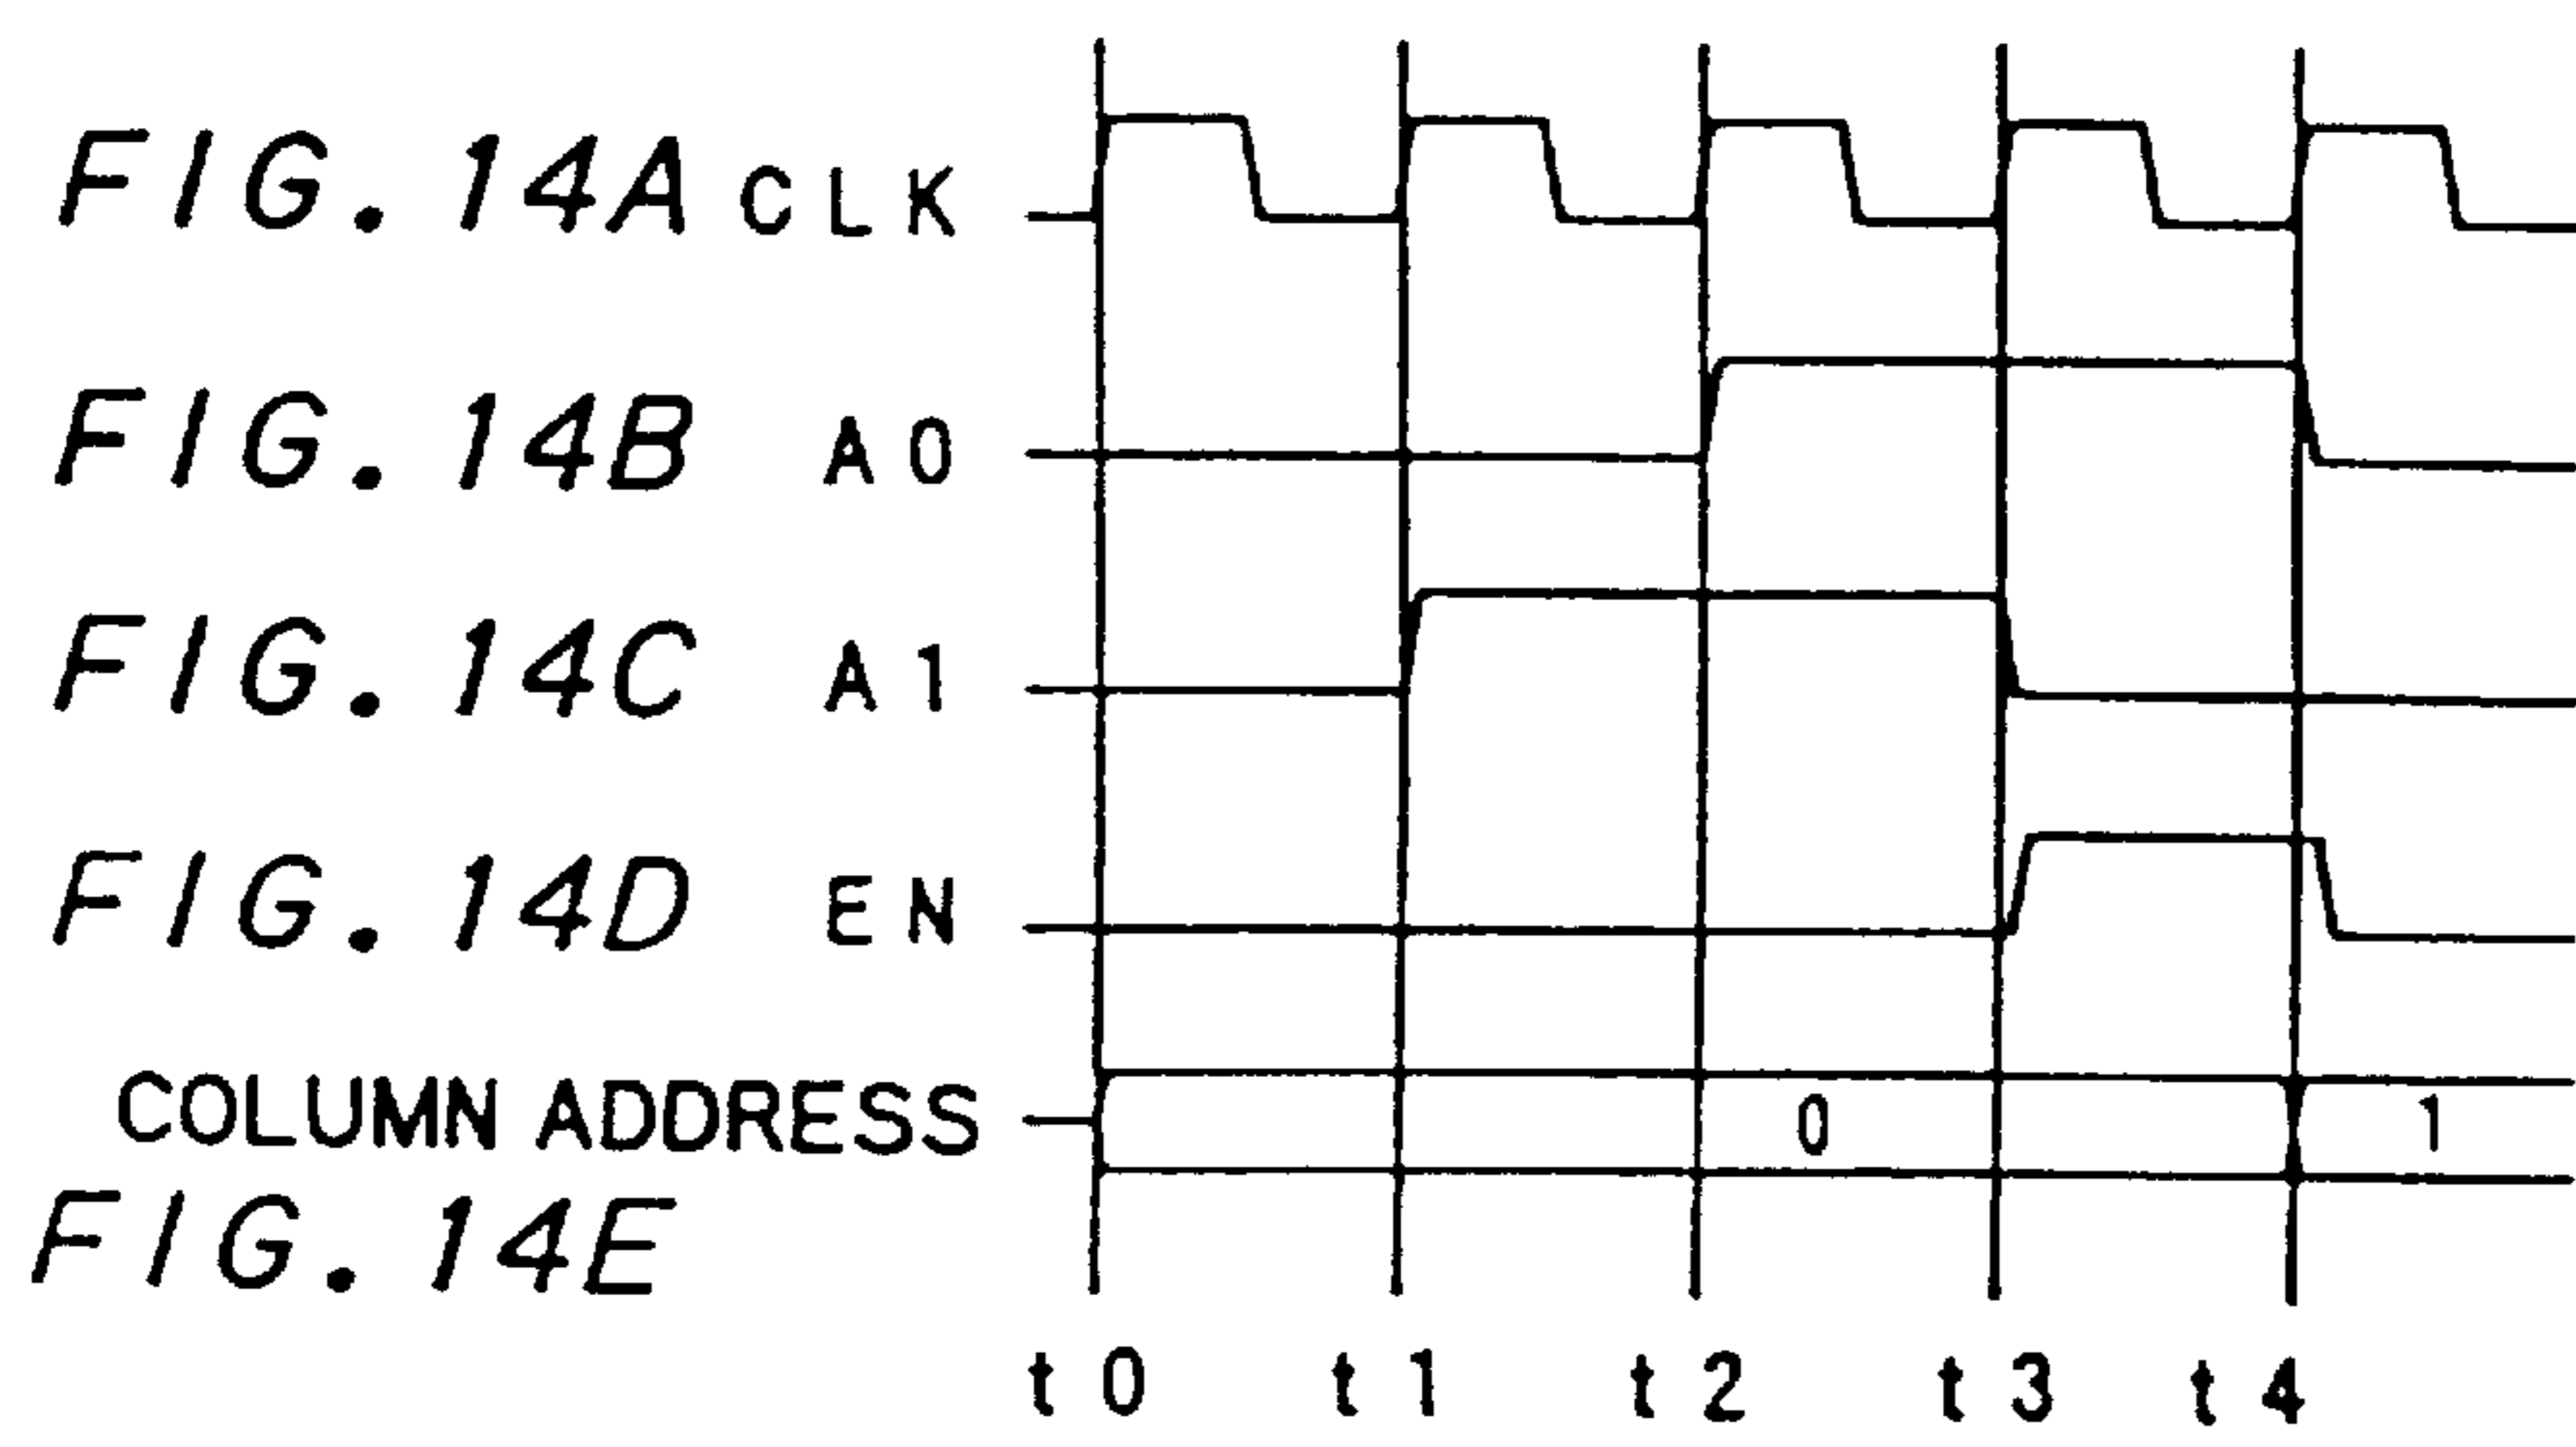 FIG. 14A CLK
FIG. 14B A0
FIG. 14C A1
FIG. 14D EN
COLUMN ADDRESS 0 1
FIG. 14E
t0 t1 t2 t3 t4